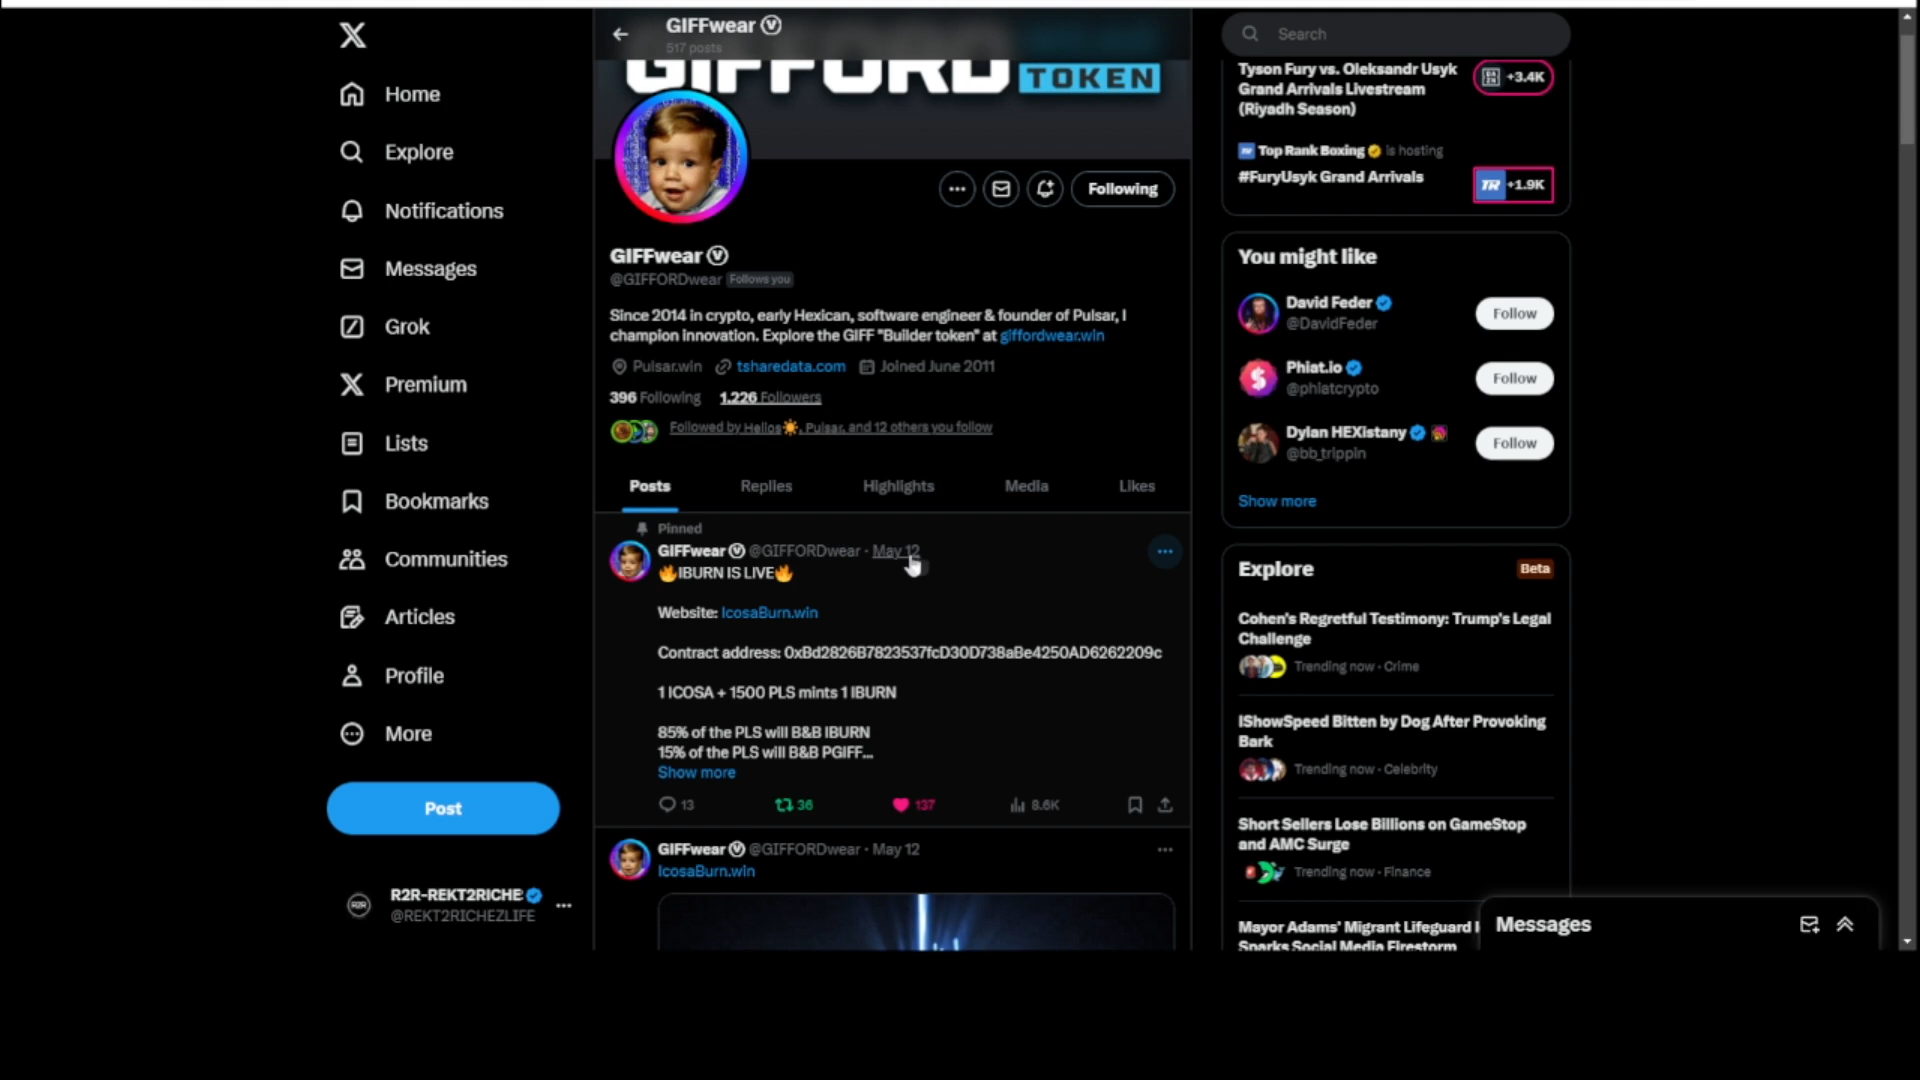 Home
Explore
Notifications
Messages
Grok
Premium
Lists
Bookmarks
Communities
Articles
Profile
More
Post
R2R-REKT2RICHE
@REKT2RICHEZLIFE
GIFFwear
517 posts
GIFFORD TOKEN
Following
GIFFwear
@GIFFORDwear Follows you
Since 2014 in crypto, early Hexican, software engineer & founder of Pulsar, I
champion innovation. Explore the GIFF "Builder token" at giffordwear.win
Pulsar.win tsharedata.com Joined June 2011
396 Following 1,226 Followers
Followed by Helios☀️, Pulsar, and 12 others you follow
Posts Replies Highlights Media Likes
Pinned
GIFFwear @GIFFORDwear · May 12
🔥IBURN IS LIVE🔥
Website: IcosaBurn.win
Contract address: 0xBd2826B7823537fcD30D738aBe4250AD6262209c
1 ICOSA + 1500 PLS mints 1 IBURN
85% of the PLS will B&B IBURN
15% of the PLS will B&B PGIFF...
Show more
13 36 137 8.6K
GIFFwear @GIFFORDwear · May 12
IcosaBurn.win
Search
Tyson Fury vs. Oleksandr Usyk
Grand Arrivals Livestream
(Riyadh Season)
+3.4K
Top Rank Boxing is hosting
#FuryUsyk Grand Arrivals
TR +1.9K
You might like
David Feder
@DavidFeder
Follow
Phiat.io
@phiatcrypto
Follow
Dylan HEXistany
@bb_trippin
Follow
Show more
Explore Beta
Cohen's Regretful Testimony: Trump's Legal
Challenge
Trending now · Crime
IShowSpeed Bitten by Dog After Provoking
Bark
Trending now · Celebrity
Short Sellers Lose Billions on GameStop
and AMC Surge
Trending now · Finance
Mayor Adams' Migrant Lifeguard
Sparks Social Media Firestorm
Messages